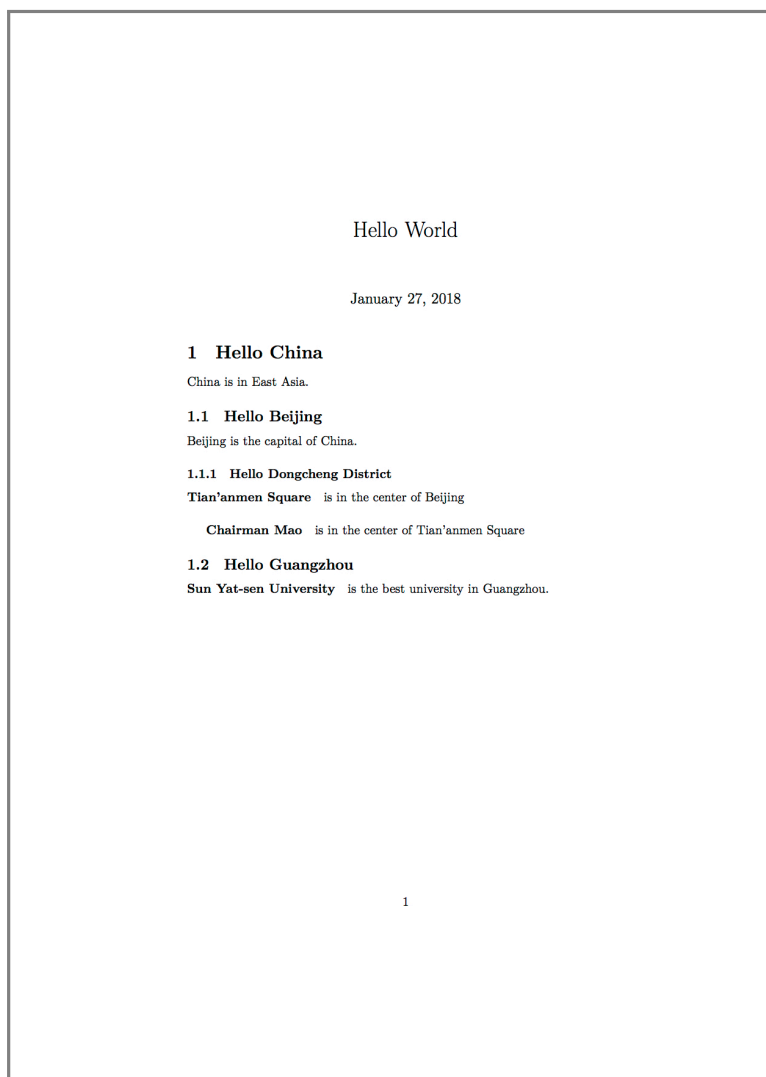 Hello World
January 27, 2018
1 Hello China
China is in East Asia.
1.1 Hello Beijing
Beijing is the capital of China.
1.1.1 Hello Dongcheng District
Tian'anmen Square is in the center of Beijing
Chairman Mao is in the center of Tian'anmen Square
1.2 Hello Guangzhou
Sun Yat-sen University is the best university in Guangzhou.
1